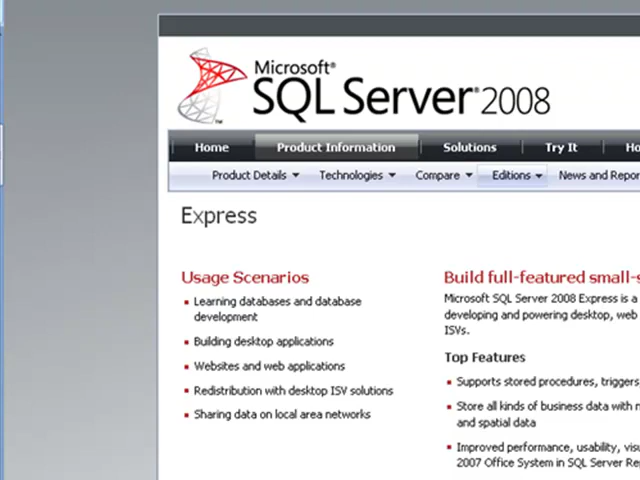 Microsoft®
SQL Server® 2008
Home Product Information Solutions Try It
Product Details Technologies Compare Editions News and
Express
Usage Scenarios
Learning databases and database
development
Building desktop applications
Websites and web applications
Redistribution with desktop ISV solutions
Sharing data on local area networks
Build full-featured
Microsoft SQL Server 2008 Express is a
developing and powering desktop, web
ISVs.
Top Features
Supports stored procedures, triggers,
Store all kinds of business data with
and spatial data
Improved performance, usability,
2007 Office System in SQL Server